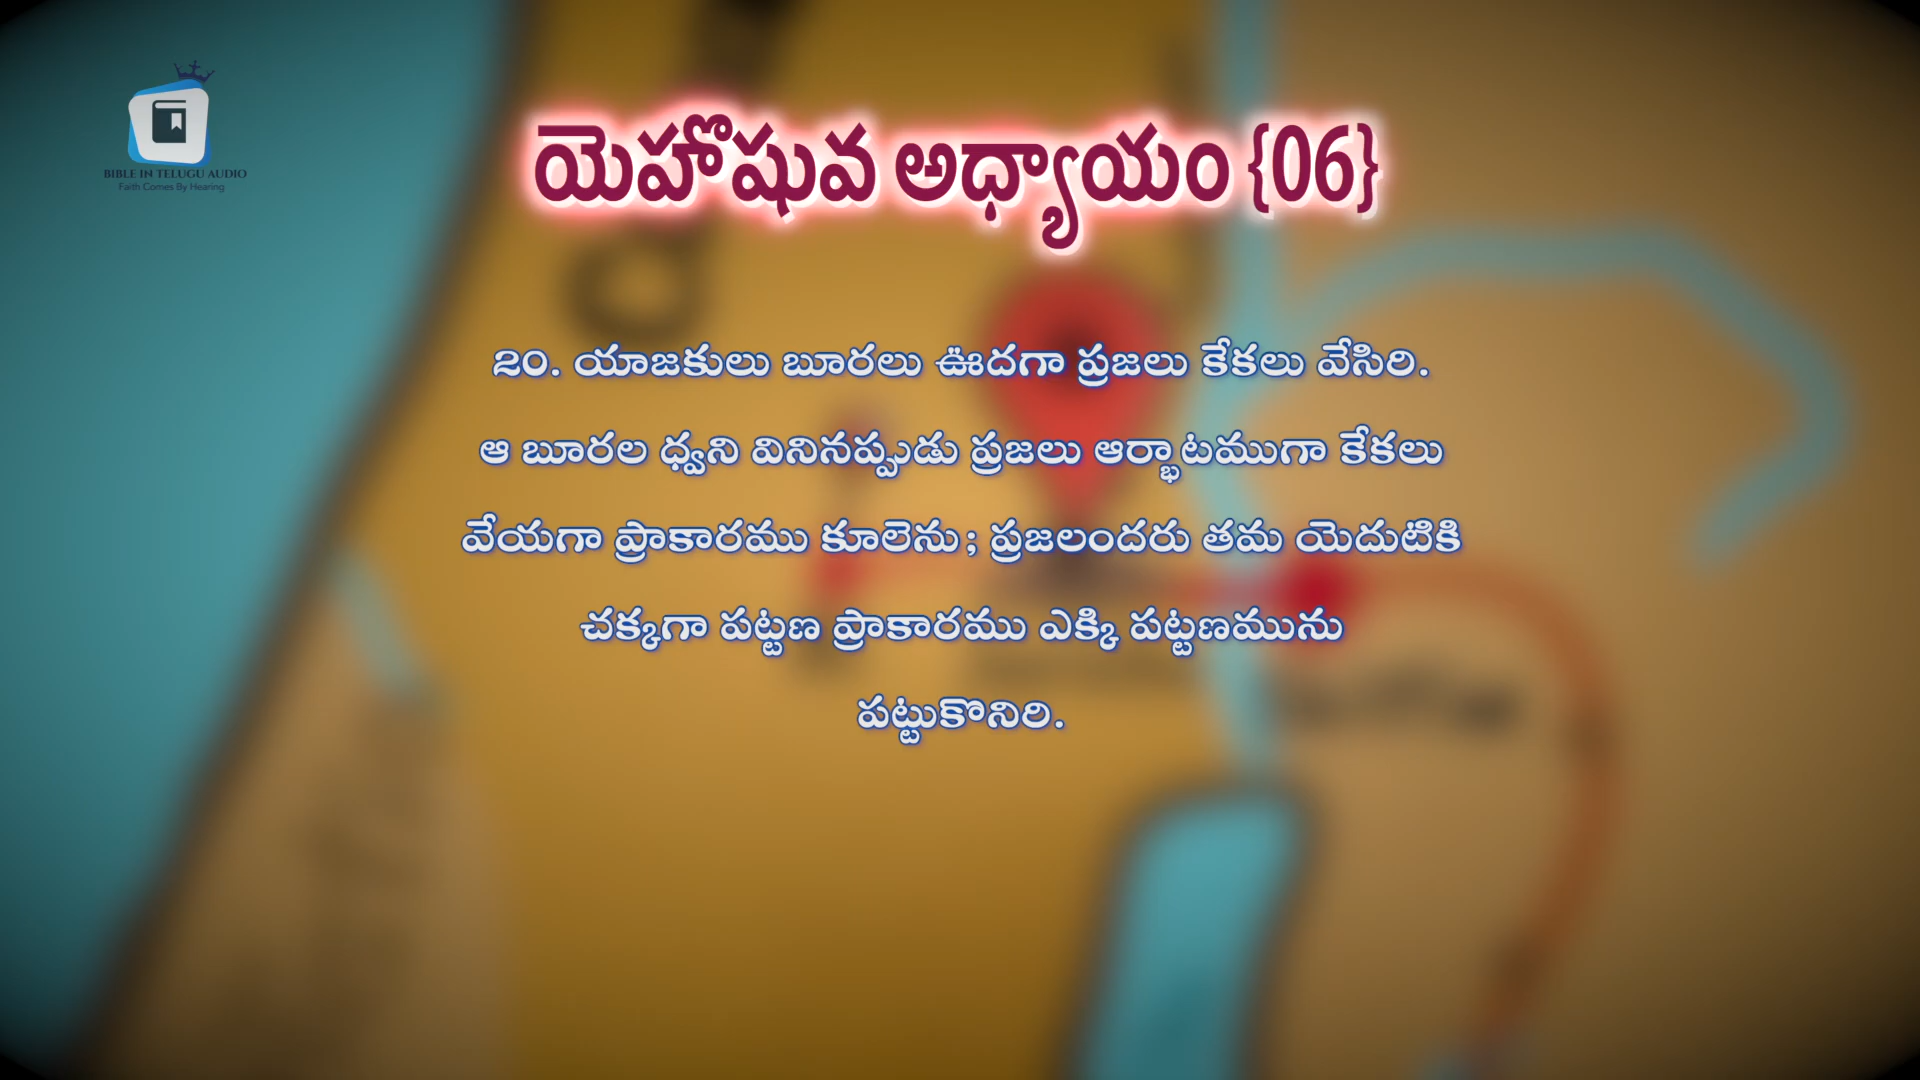 BIBLE IN TELUGU AUDIO
Faith Comes By Hearing
యెహోషువ అధ్యాయం {06}
20. యాజకులు బూరలు ఊదగా ప్రజలు కేకలు వేసిరి.
ఆ బూరల ధ్వని వినినప్పుడు ప్రజలు ఆర్భాటముగా కేకలు
వేయగా ప్రాకారము కూలెను; ప్రజలందరు తమ యెదుటికి
చక్కగా పట్టణ ప్రాకారము ఎక్కి పట్టణమును
పట్టుకొనిరి.